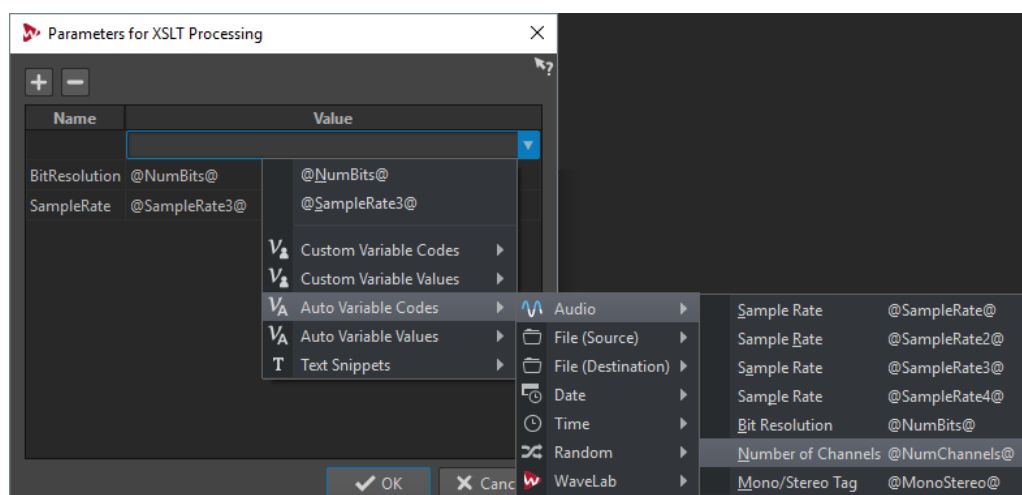 Parameters for XSLT Processing
?
Name Value
@NumBits@
BitResolution @NumBits@
@SampleRate3@
SampleRate @SampleRate3@
Custom Variable Codes
Custom Variable Values
Auto Variable Codes
Auto Variable Values
T Text Snippets
Audio
File (Source)
File (Destination)
Date
Time
Random
WaveLab
Sample Rate @SampleRate@
Sample Rate @SampleRate2@
Sample Rate @SampleRate3@
Sample Rate @SampleRate4@
Bit Resolution @NumBits@
Number of Channels @NumChannels@
Mono/Stereo Tag @MonoStereo@
OK Canc